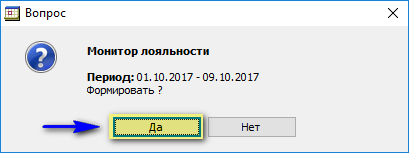 Вопрос
Монитор лояльности
Период: 01.10.2017 - 09.10.2017
Формировать ?
Да
Нет